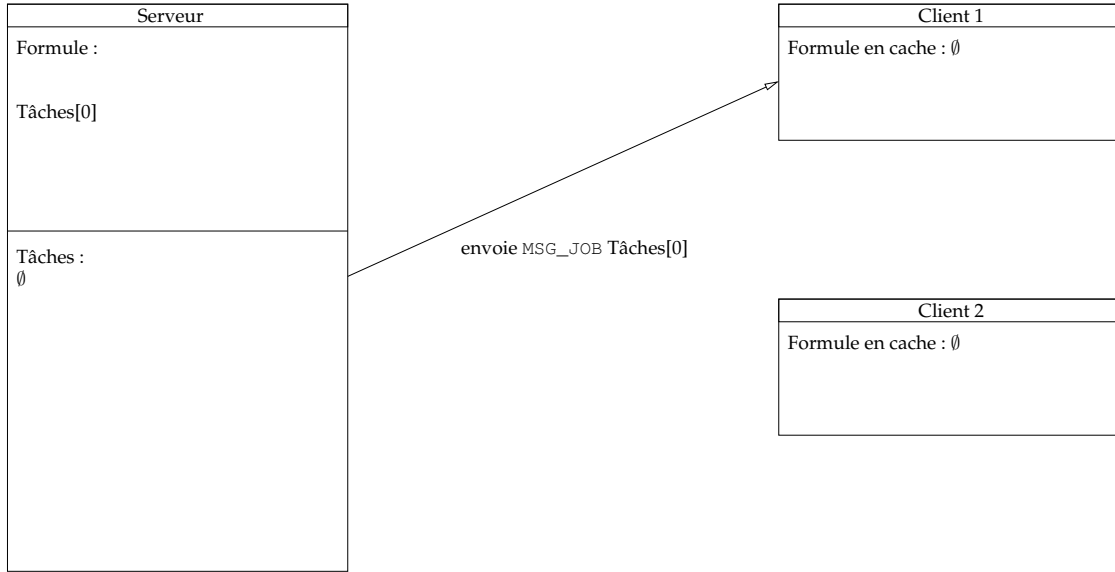 Serveur
Formule :
Tâches[0]
Tâches :
∅
envoie MSG_JOB Tâches[0]
Client 1
Formule en cache : ∅
Client 2
Formule en cache : ∅